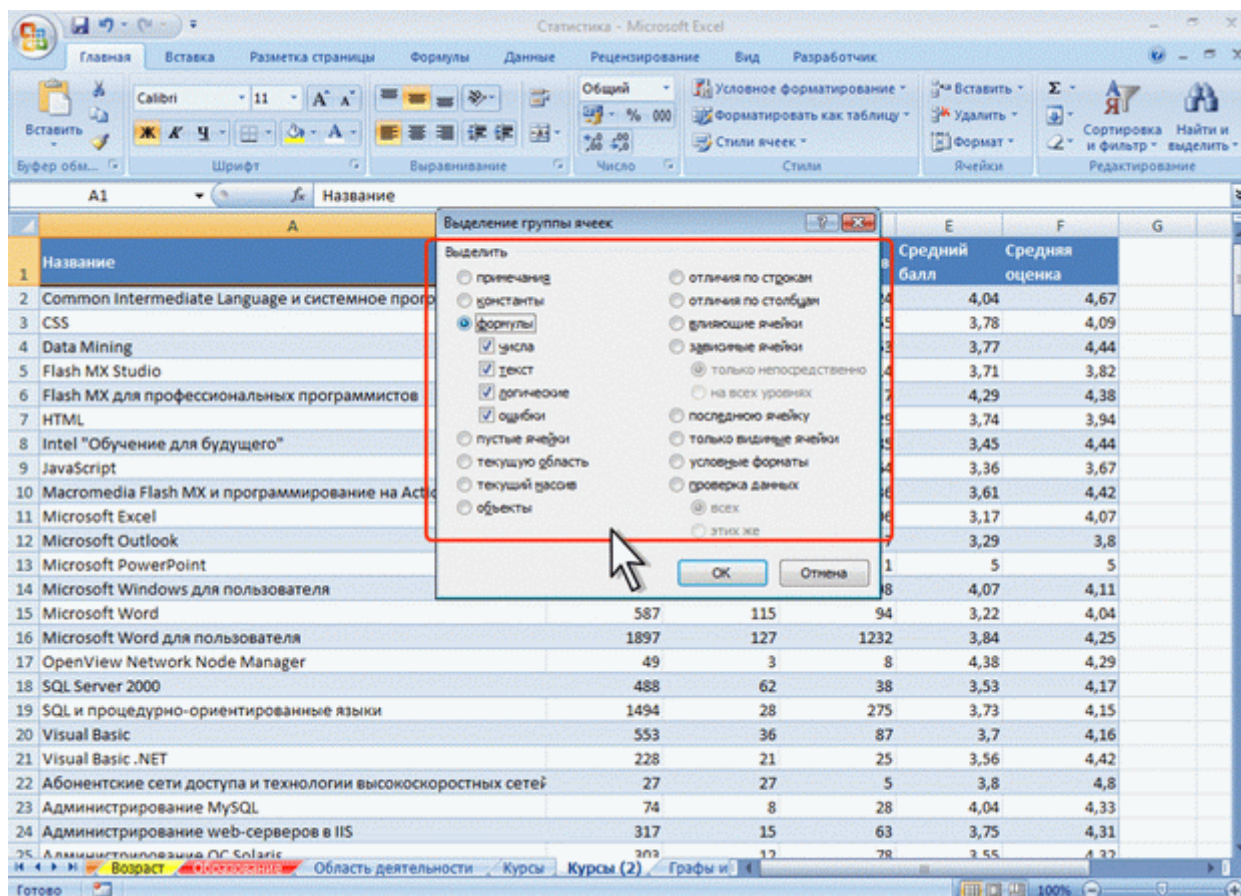 Статистика - Microsoft Excel
Главная Вставка Разметка страницы Формулы Данные Рецензирование Вид Разработчик
Вставить
Calibri 11
Ж К Ч
Общий
% 000
Условное форматирование
Форматировать как таблицу
Стили ячеек
Вставить
Удалить
Формат
Σ
Сортировка и фильтр
Найти и выделить
Буфер обм... Шрифт Выравнивание Число Стили Ячейки Редактирование
A1 fx Название
A E F G
Выделение группы ячеек
Выделить
примечания
константы
формулы
числа
текст
логические
ошибки
пустые ячейки
текущую область
текущий массив
объекты
отличия по строкам
отличия по столбцам
влияющие ячейки
зависимые ячейки
только непосредственно
на всех уровнях
последнюю ячейку
только видимые ячейки
условные форматы
проверка данных
всех
этих же
ОК Отмена
1 Название Средний балл Средняя оценка
2 Common Intermediate Language и системное прогр 4,04 4,67
3 CSS 3,78 4,09
4 Data Mining 3,77 4,44
5 Flash MX Studio 3,71 3,82
6 Flash MX для профессиональных программистов 4,29 4,38
7 HTML 3,74 3,94
8 Intel "Обучение для будущего" 3,45 4,44
9 JavaScript 3,36 3,67
10 Macromedia Flash MX и программирование на Actio 3,61 4,42
11 Microsoft Excel 3,17 4,07
12 Microsoft Outlook 3,29 3,8
13 Microsoft PowerPoint 1 5 5
14 Microsoft Windows для пользователя 4,07 4,11
15 Microsoft Word 587 115 94 3,22 4,04
16 Microsoft Word для пользователя 1897 127 1232 3,84 4,25
17 OpenView Network Node Manager 49 3 8 4,38 4,29
18 SQL Server 2000 488 62 38 3,53 4,17
19 SQL и процедурно-ориентированные языки 1494 28 275 3,73 4,15
20 Visual Basic 553 36 87 3,7 4,16
21 Visual Basic .NET 228 21 25 3,56 4,42
22 Абонентские сети доступа и технологии высокоскоростных сетей 27 27 5 3,8 4,8
23 Администрирование MySQL 74 8 28 4,04 4,33
24 Администрирование web-серверов в IIS 317 15 63 3,75 4,31
25 Администрирование ОС Solaris 303 12 78 3,55 4,32
Возраст Образование Область деятельности Курсы Курсы (2) Графы и
Готово 100%